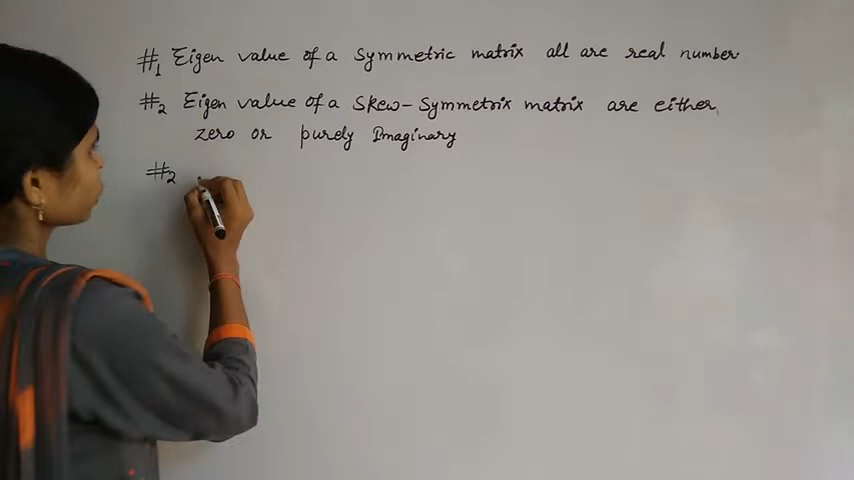 #1 Eigen value of a Symmetric matrix all are real number.
#2 Eigen value of a Skew-Symmetrix matrix are either,
zero or purely Imaginary
#2